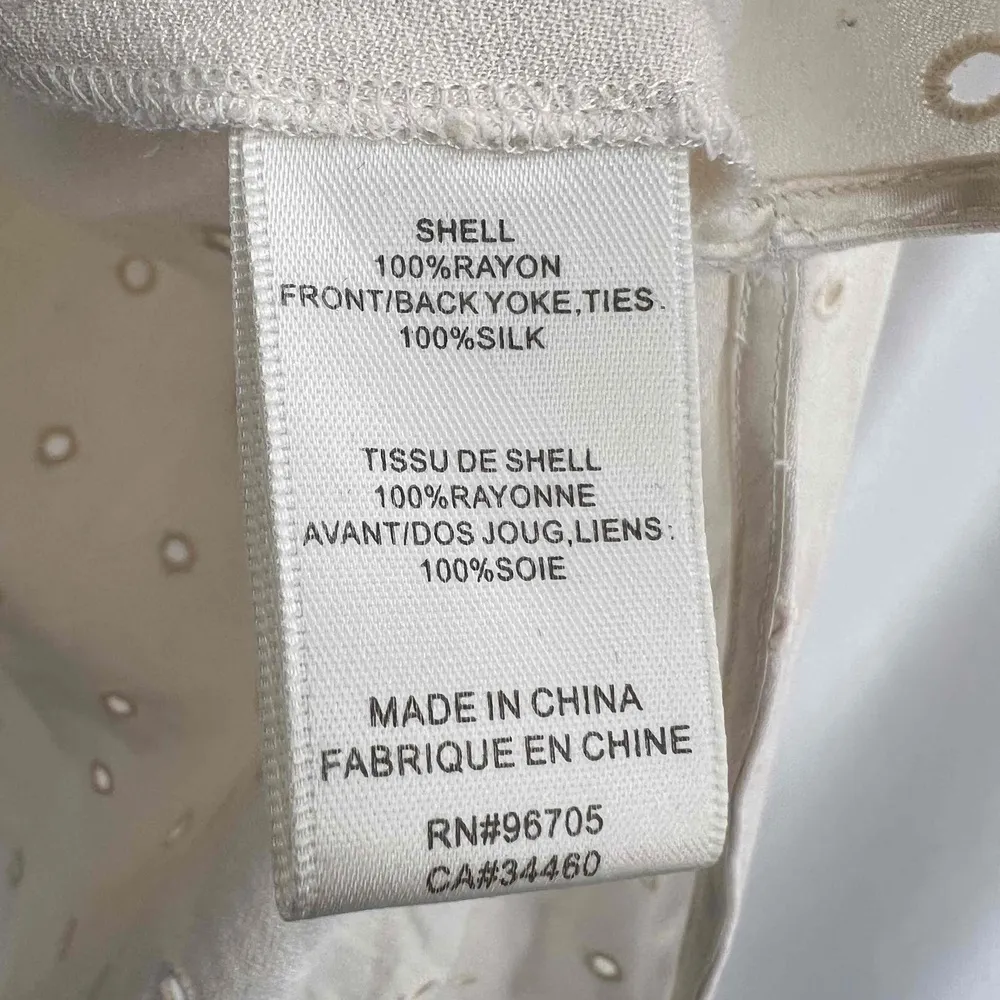 SHELL
100%RAYON
FRONT/BACK YOKE,TIES.
100%SILK
TISSU DE SHELL
100%RAYONNE
AVANT/DOS JOUG,LIENS:
100%SOIE
MADE IN CHINA
FABRIQUE EN CHINE
RN#96705
CA#34460